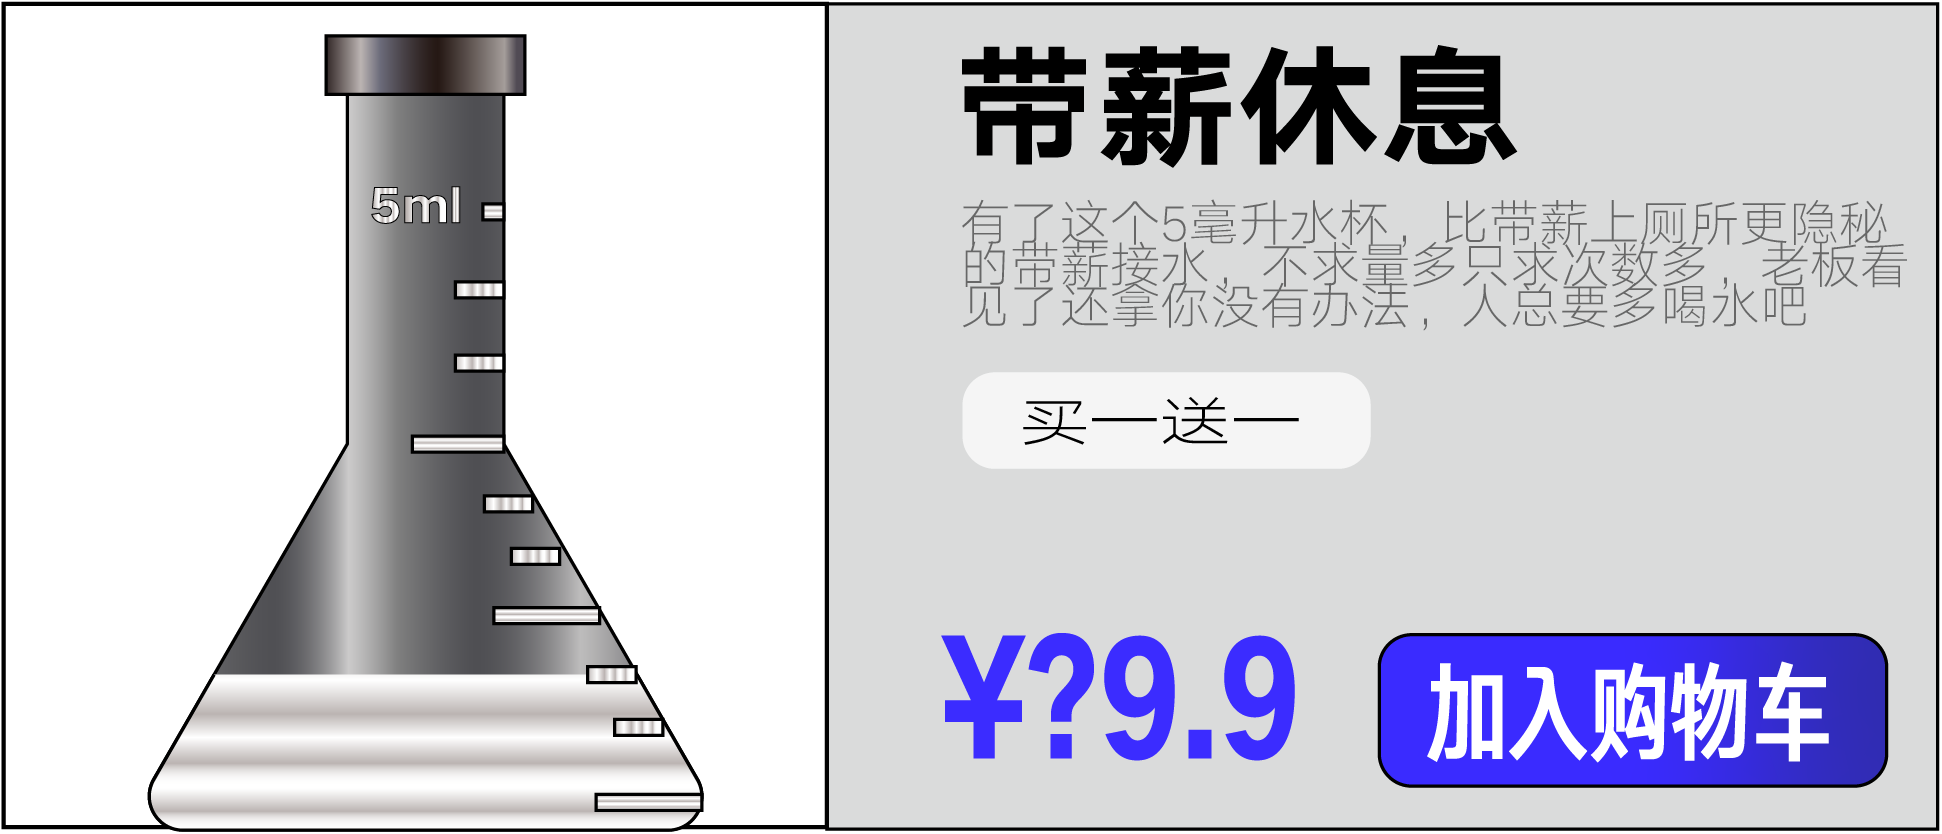 5ml
带薪休息
有了这个5毫升水杯，比带薪上厕所更隐秘
的带薪接水，不求量多只求次数多，老板看
见了还拿你没有办法，人总要多喝水吧
买一送一
¥?9.9
加入购物车